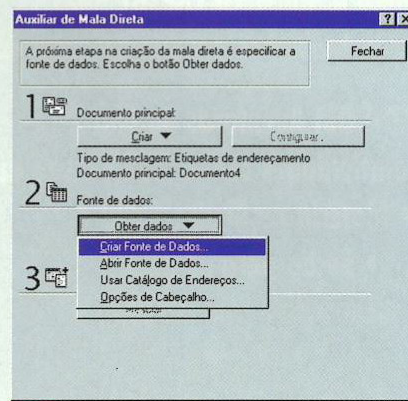 Auxiliar de Mala Direta
A próxima etapa na criação da mala direta é especificar a
fonte de dados. Escolha o botão Obter dados.
Fechar
1
Documento principal:
Criar
Configurar...
Tipo de mesclagem: Etiquetas de endereçamento
Documento principal: Documento4
2
Fonte de dados:
Obter dados
Criar Fonte de Dados...
Abrir Fonte de Dados...
Usar Catálogo de Endereços...
Opções de Cabeçalho...
3